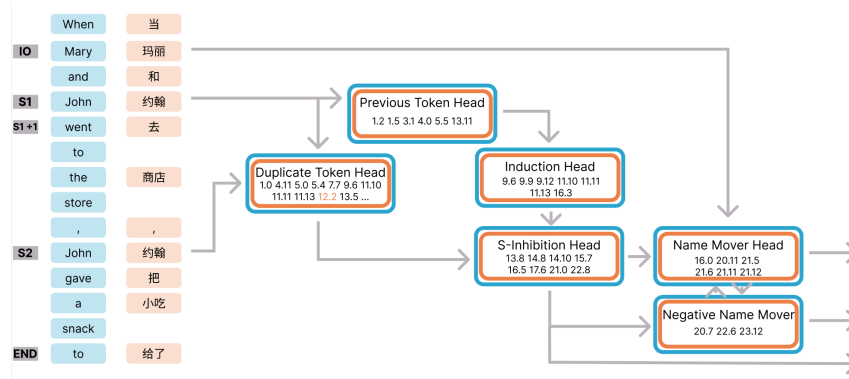 When 当
IO Mary 玛丽
and 和
S1 John 约翰
S1 +1 went 去
to
the 商店
store
, ,
S2 John 约翰
gave 把
a 小吃
snack
END to 给了
Previous Token Head
1.2 1.5 3.1 4.0 5.5 13.11
Duplicate Token Head
1.0 4.11 5.0 5.4 7.7 9.6 11.10
11.11 11.13 12.2 13.5 ...
Induction Head
9.6 9.9 9.12 11.10 11.11
11.13 16.3
S-Inhibition Head
13.8 14.8 14.10 15.7
16.5 17.6 21.0 22.8
Name Mover Head
16.0 20.11 21.5
21.6 21.11 21.12
Negative Name Mover
20.7 22.6 23.12